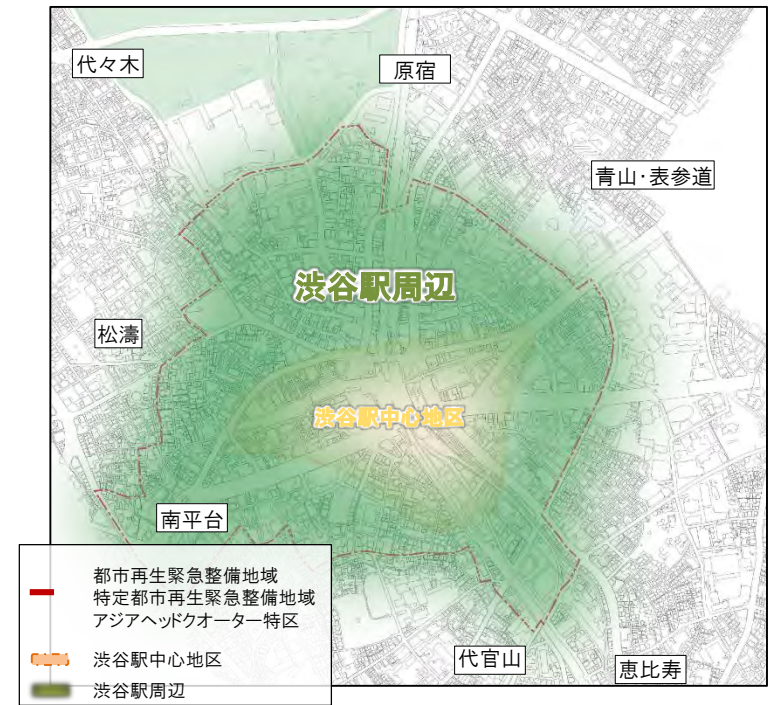 代々木
原宿
青山・表参道
渋谷駅周辺
松濤
渋谷駅中心地区
南平台
都市再生緊急整備地域
特定都市再生緊急整備地域
アジアヘッドクオーター特区
渋谷駅中心地区
渋谷駅周辺
代官山
恵比寿